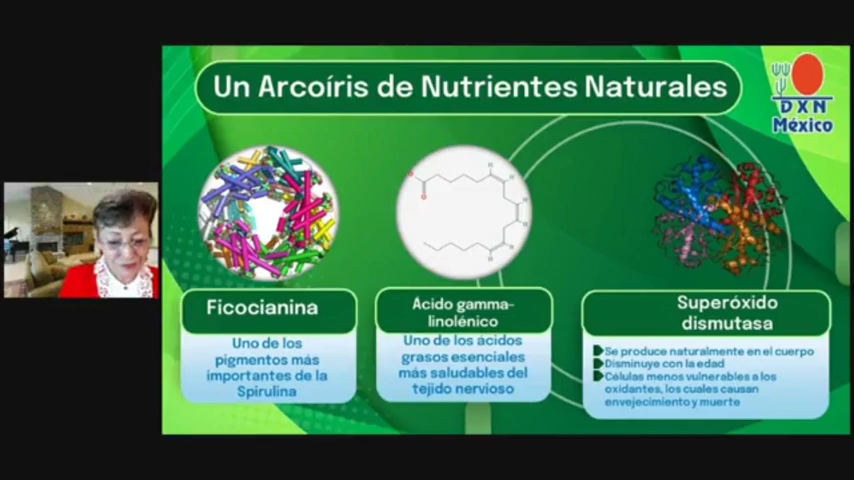 Un Arcoíris de Nutrientes Naturales
DXN
México
Ficocianina
Uno de los
pigmentos más
importantes de la
Spirulina
Ácido gamma-
linolénico
Uno de los ácidos
grasos esenciales
más saludables del
tejido nervioso
Superóxido
dismutasa
Se produce naturalmente en el cuerpo
Disminuye con la edad
Células menos vulnerables a los
oxidantes, los cuales causan
envejecimiento y muerte